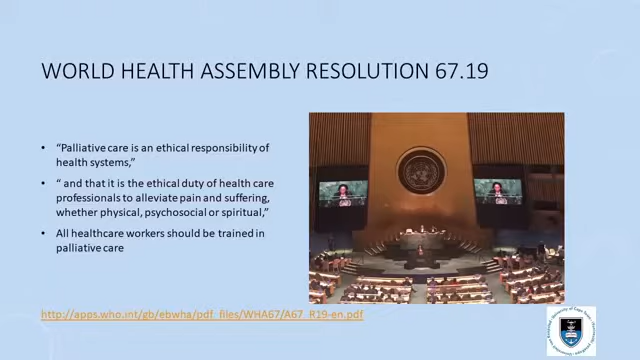 WORLD HEALTH ASSEMBLY RESOLUTION 67.19
• “Palliative care is an ethical responsibility of
health systems,”
• “ and that it is the ethical duty of health care
professionals to alleviate pain and suffering,
whether physical, psychosocial or spiritual,”
• All healthcare workers should be trained in
palliative care
http://apps.who.int/gb/ebwha/pdf_files/WHA67/A67_R19-en.pdf